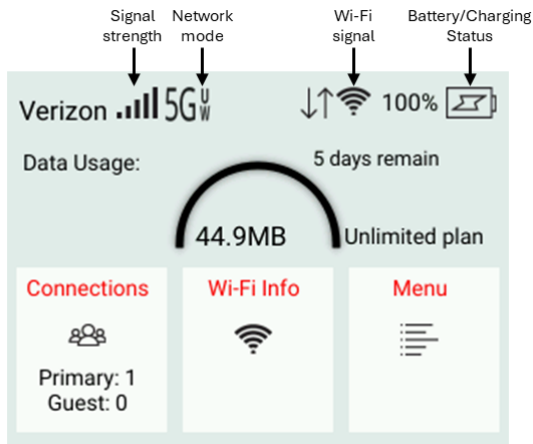 Signal strength
Network mode
Wi-Fi signal
Battery/Charging Status
Verizon 5G UW 100%
Data Usage: 5 days remain
44.9MB Unlimited plan
Connections Wi-Fi Info Menu
Primary: 1
Guest: 0